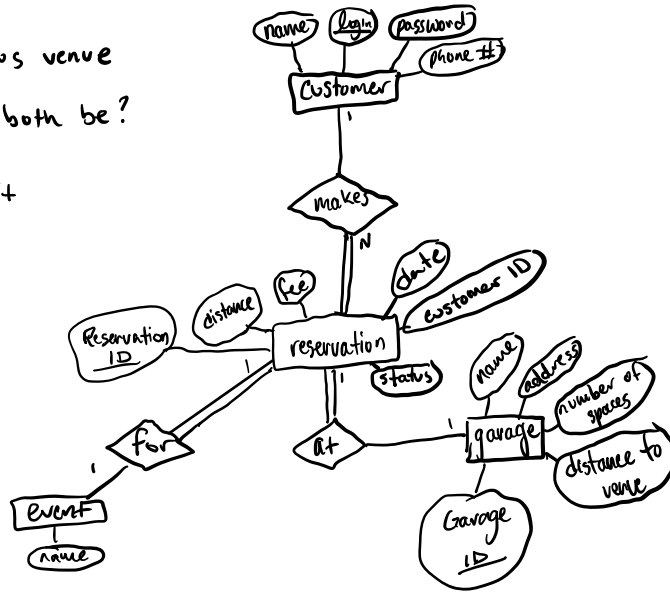 us venue
both be?
t
name
login
password
phone #
Customer
1
makes
N
date
customer ID
fee
distance
Reservation
ID
reservation
status
1
1
for
1
event
name
at
1
garage
name
address
number of
spaces
distance to
venue
Garage
ID